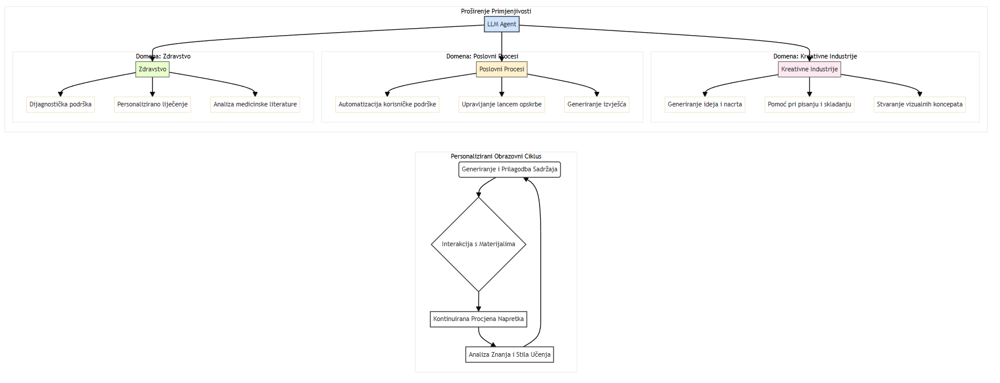 Proširenje Primjenjivosti
LLM Agent
Domena: Zdravstvo
Domena: Poslovni Procesi
Domena: Kreativne Industrije
Zdravstvo
Poslovni Procesi
Kreativne Industrije
Dijagnostička podrška
Personalizirano liječenje
Analiza medicinske literature
Automatizacija korisničke podrške
Upravljanje lancem opskrbe
Generiranje izvješća
Generiranje ideja i nacrta
Pomoć pri pisanju i skladanju
Stvaranje vizualnih koncepata
Personalizirani Obrazovni Ciklus
Generiranje i Prilagodba Sadržaja
Interakcija s Materijalima
Kontinuirana Procjena Napretka
Analiza Znanja i Stila Učenja